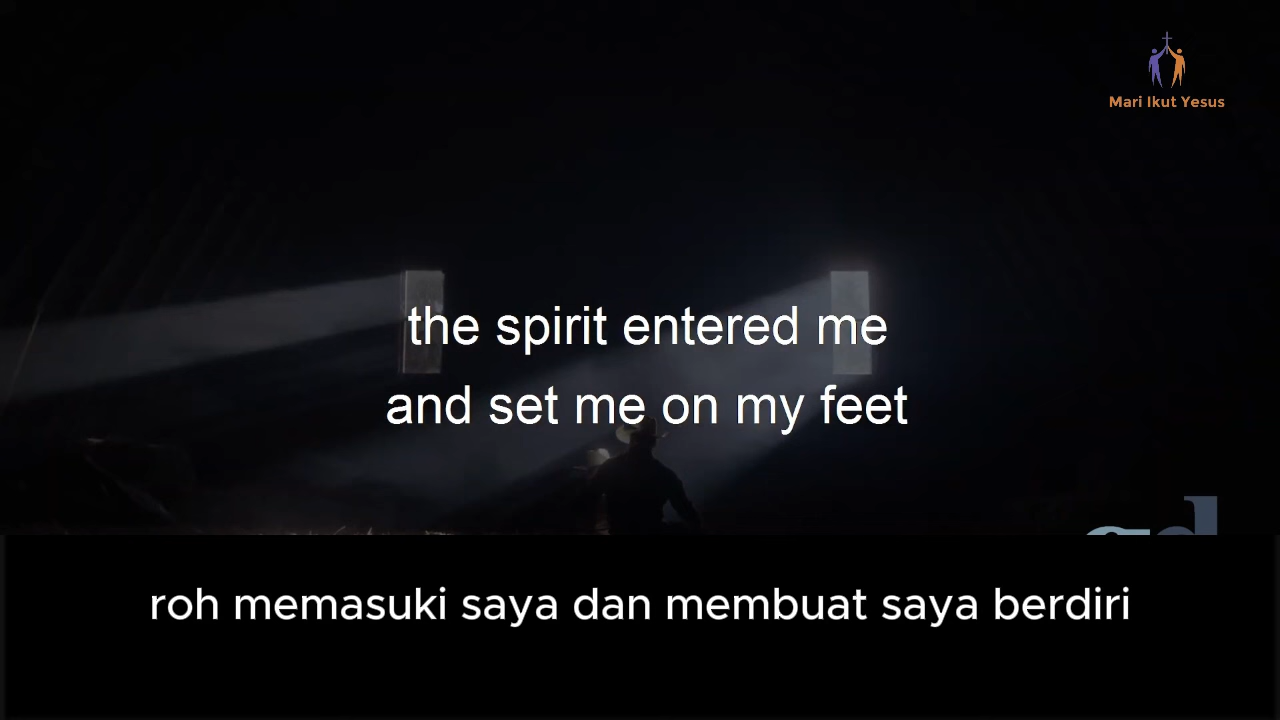 Mari Ikut Yesus
the spirit entered me
and set me on my feet
roh memasuki saya dan membuat saya berdiri